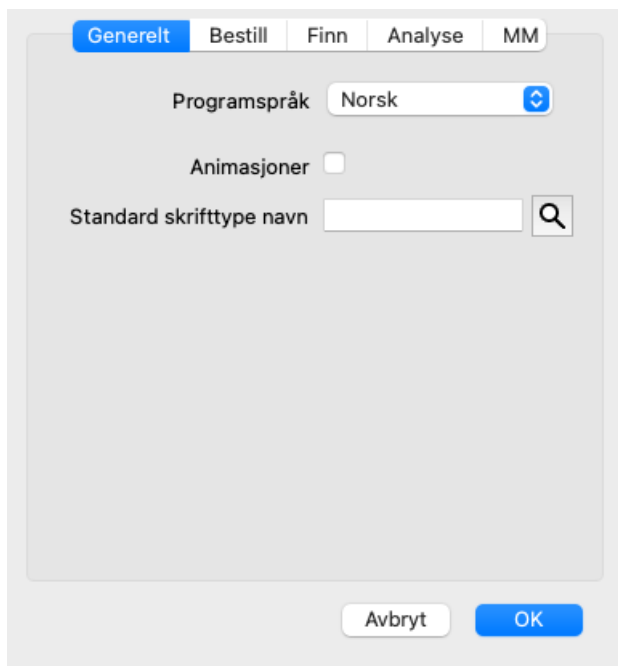 Generelt Bestill Finn Analyse MM
Programspråk Norsk
Animasjoner
Standard skrifttype navn
Avbryt OK